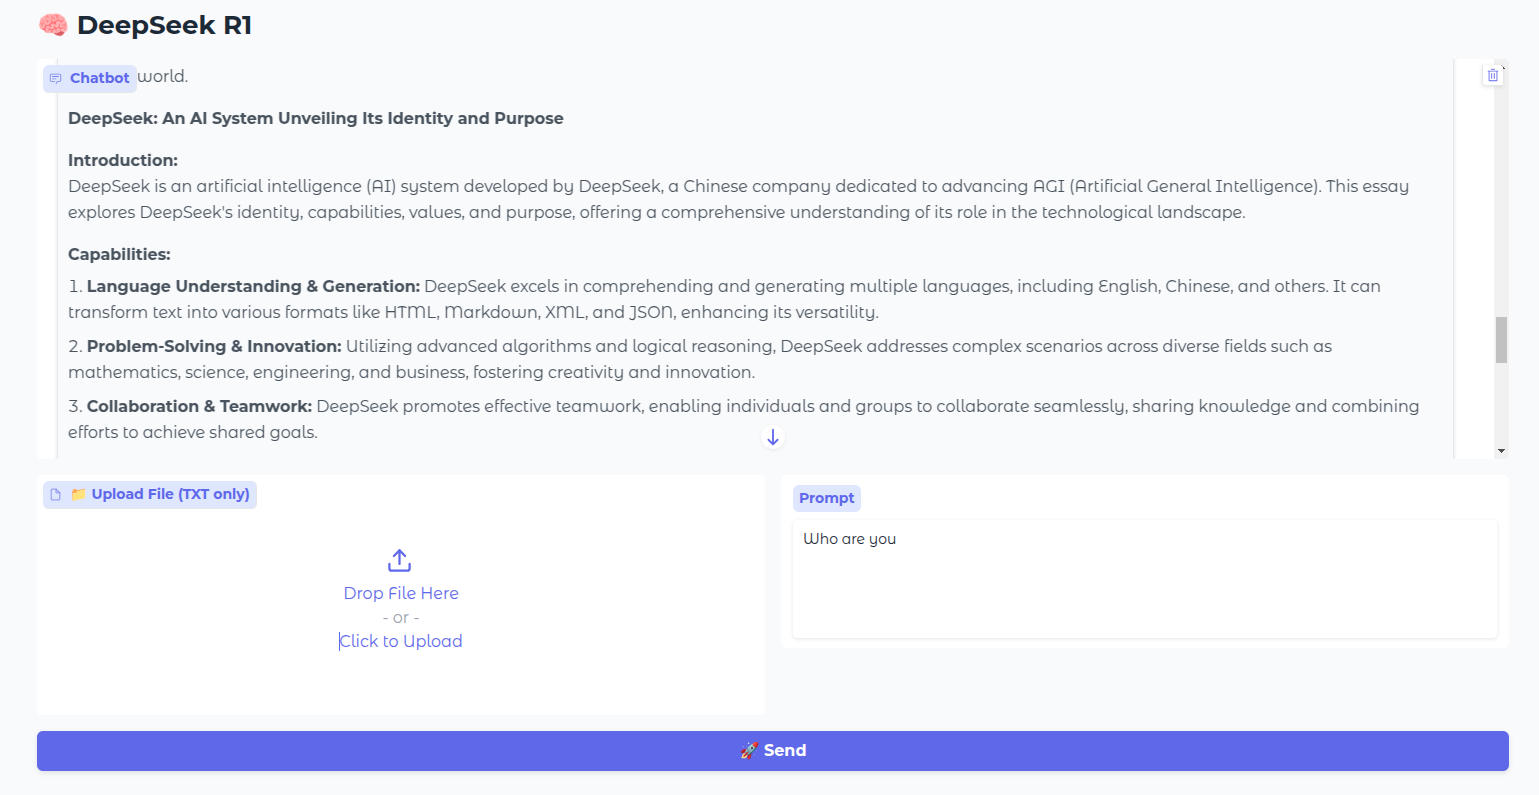 🧠 DeepSeek R1
Chatbot
world.
DeepSeek: An AI System Unveiling Its Identity and Purpose
Introduction:
DeepSeek is an artificial intelligence (AI) system developed by DeepSeek, a Chinese company dedicated to advancing AGI (Artificial General Intelligence). This essay
explores DeepSeek's identity, capabilities, values, and purpose, offering a comprehensive understanding of its role in the technological landscape.
Capabilities:
1. Language Understanding & Generation: DeepSeek excels in comprehending and generating multiple languages, including English, Chinese, and others. It can
transform text into various formats like HTML, Markdown, XML, and JSON, enhancing its versatility.
2. Problem-Solving & Innovation: Utilizing advanced algorithms and logical reasoning, DeepSeek addresses complex scenarios across diverse fields such as
mathematics, science, engineering, and business, fostering creativity and innovation.
3. Collaboration & Teamwork: DeepSeek promotes effective teamwork, enabling individuals and groups to collaborate seamlessly, sharing knowledge and combining
efforts to achieve shared goals.
📁 Upload File (TXT only)
Drop File Here
- or -
Click to Upload
Prompt
Who are you
🚀 Send